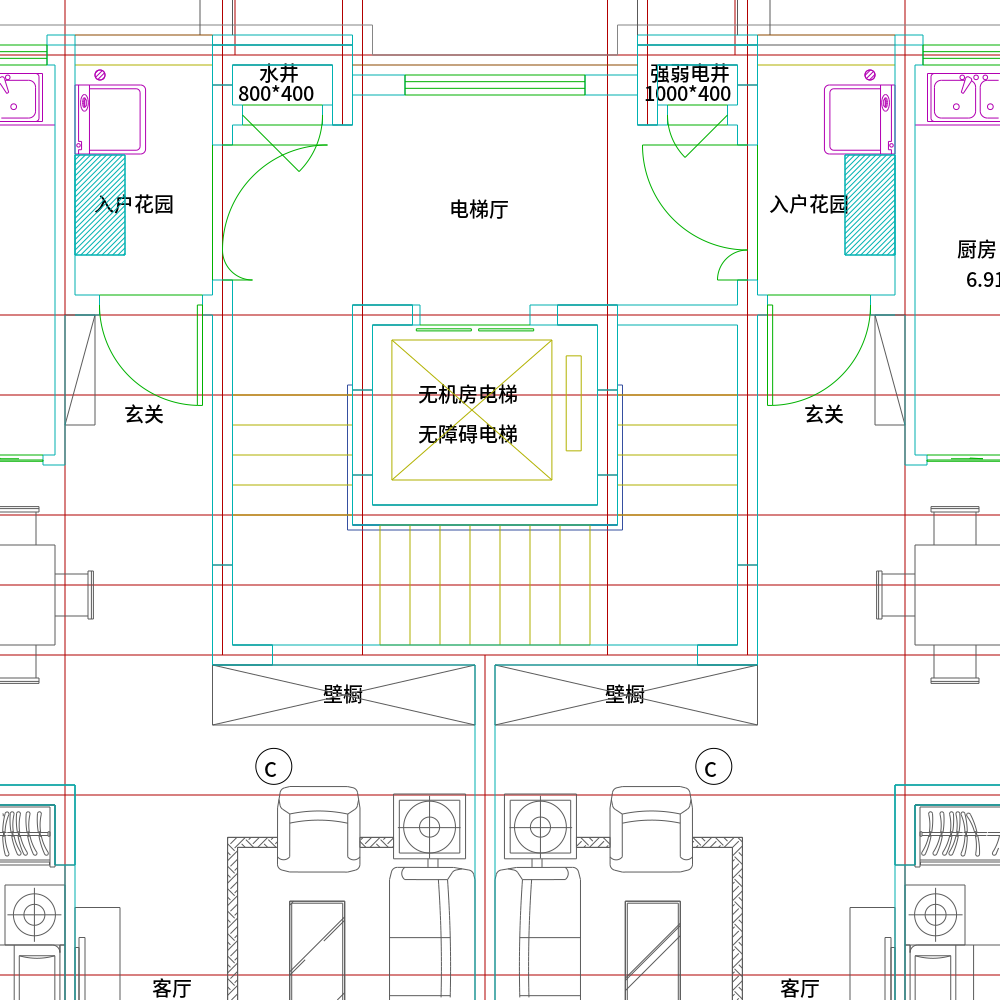 水井
800*400
强弱电井
1000*400
入户花园
电梯厅
入户花园
厨房
6.91
无机房电梯
无障碍电梯
玄关
玄关
壁橱
壁橱
C
C
客厅
客厅